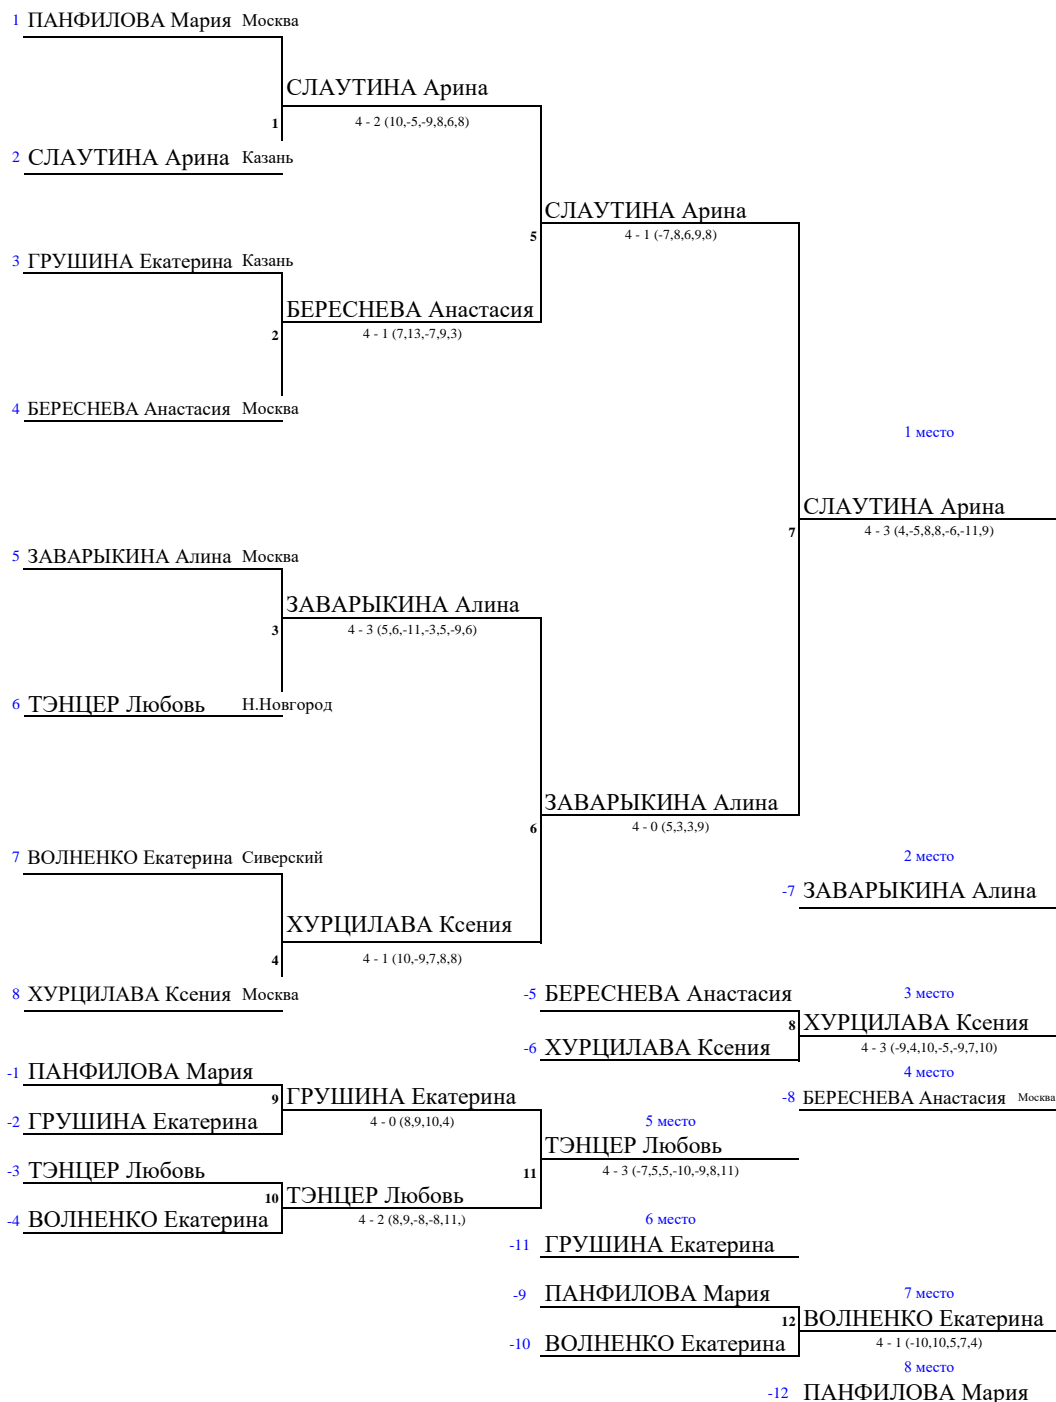 1 ПАНФИЛОВА Мария Москва
СЛАУТИНА Арина
1 4 - 2 (10,-5,-9,8,6,8)
2 СЛАУТИНА Арина Казань
СЛАУТИНА Арина
5 4 - 1 (-7,8,6,9,8)
3 ГРУШИНА Екатерина Казань
БЕРЕСНЕВА Анастасия
2 4 - 1 (7,13,-7,9,3)
4 БЕРЕСНЕВА Анастасия Москва
1 место
СЛАУТИНА Арина
7 4 - 3 (4,-5,8,8,-6,-11,9)
5 ЗАВАРЫКИНА Алина Москва
ЗАВАРЫКИНА Алина
3 4 - 3 (5,6,-11,-3,5,-9,6)
6 ТЭНЦЕР Любовь Н.Новгород
ЗАВАРЫКИНА Алина
6 4 - 0 (5,3,3,9)
7 ВОЛНЕНКО Екатерина Сиверский
2 место
-7 ЗАВАРЫКИНА Алина
ХУРЦИЛАВА Ксения
4 4 - 1 (10,-9,7,8,8)
8 ХУРЦИЛАВА Ксения Москва
-5 БЕРЕСНЕВА Анастасия
3 место
8 ХУРЦИЛАВА Ксения
-6 ХУРЦИЛАВА Ксения
4 - 3 (-9,4,10,-5,-9,7,10)
4 место
-8 БЕРЕСНЕВА Анастасия Москва
-1 ПАНФИЛОВА Мария
9 ГРУШИНА Екатерина
-2 ГРУШИНА Екатерина
4 - 0 (8,9,10,4)
5 место
ТЭНЦЕР Любовь
11 4 - 3 (-7,5,5,-10,-9,8,11)
-3 ТЭНЦЕР Любовь
10 ТЭНЦЕР Любовь
-4 ВОЛНЕНКО Екатерина
4 - 2 (8,9,-8,-8,11,)
6 место
-11 ГРУШИНА Екатерина
-9 ПАНФИЛОВА Мария
7 место
12 ВОЛНЕНКО Екатерина
-10 ВОЛНЕНКО Екатерина
4 - 1 (-10,10,5,7,4)
8 место
-12 ПАНФИЛОВА Мария